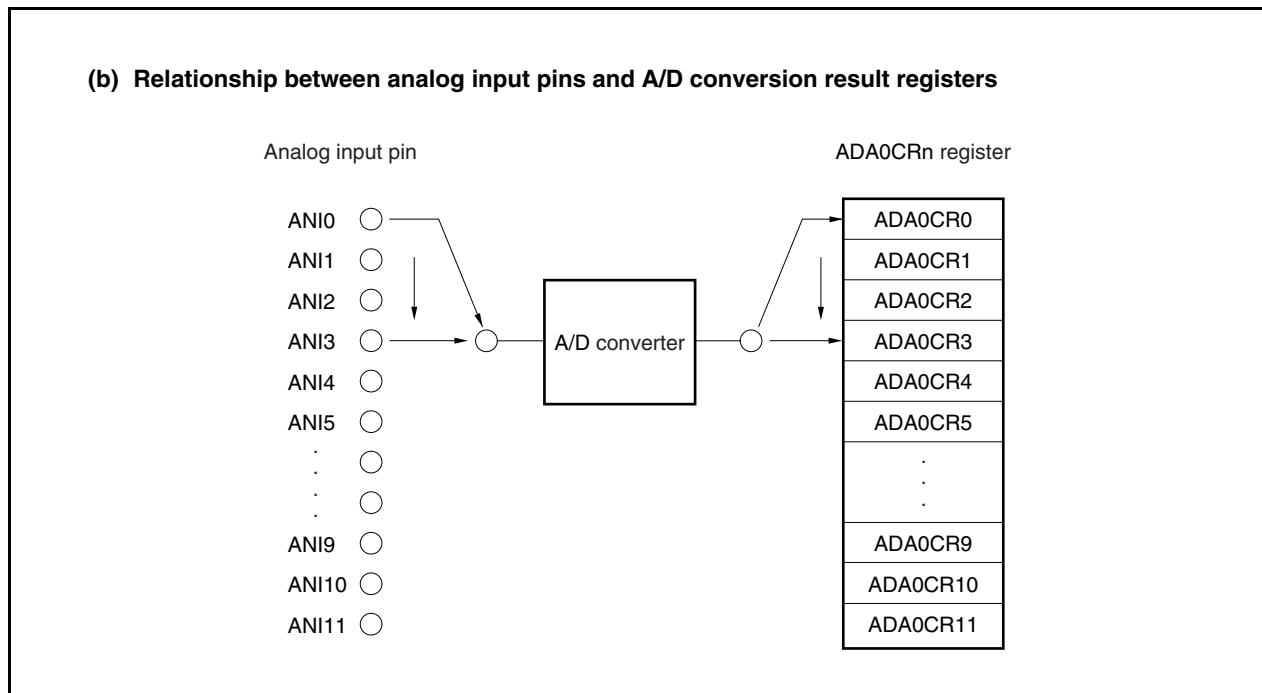 (b) Relationship between analog input pins and A/D conversion result registers
Analog input pin
ADA0CRn register
ANI0
ANI1
ANI2
ANI3
ANI4
ANI5
.
.
.
.
ANI9
ANI10
ANI11
A/D converter
ADA0CR0
ADA0CR1
ADA0CR2
ADA0CR3
ADA0CR4
ADA0CR5
.
.
.
ADA0CR9
ADA0CR10
ADA0CR11